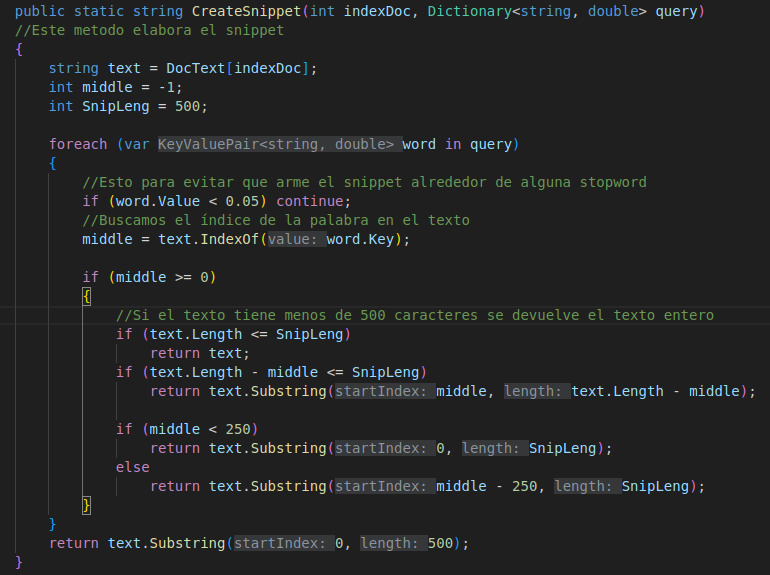 public static string CreateSnippet(int indexDoc, Dictionary<string, double> query)
//Este metodo elabora el snippet
{
    string text = DocText[indexDoc];
    int middle = -1;
    int SnipLeng = 500;

    foreach (var KeyValuePair<string, double> word in query)
    {
        //Esto para evitar que arme el snippet alrededor de alguna stopword
        if (word.Value < 0.05) continue;
        //Buscamos el índice de la palabra en el texto
        middle = text.IndexOf(value: word.Key);

        if (middle >= 0)
        {
            //Si el texto tiene menos de 500 caracteres se devuelve el texto entero
            if (text.Length <= SnipLeng)
                return text;
            if (text.Length - middle <= SnipLeng)
                return text.Substring(startIndex: middle, length: text.Length - middle);

            if (middle < 250)
                return text.Substring(startIndex: 0, length: SnipLeng);
            else
                return text.Substring(startIndex: middle - 250, length: SnipLeng);
        }
    }
    return text.Substring(startIndex: 0, length: 500);
}